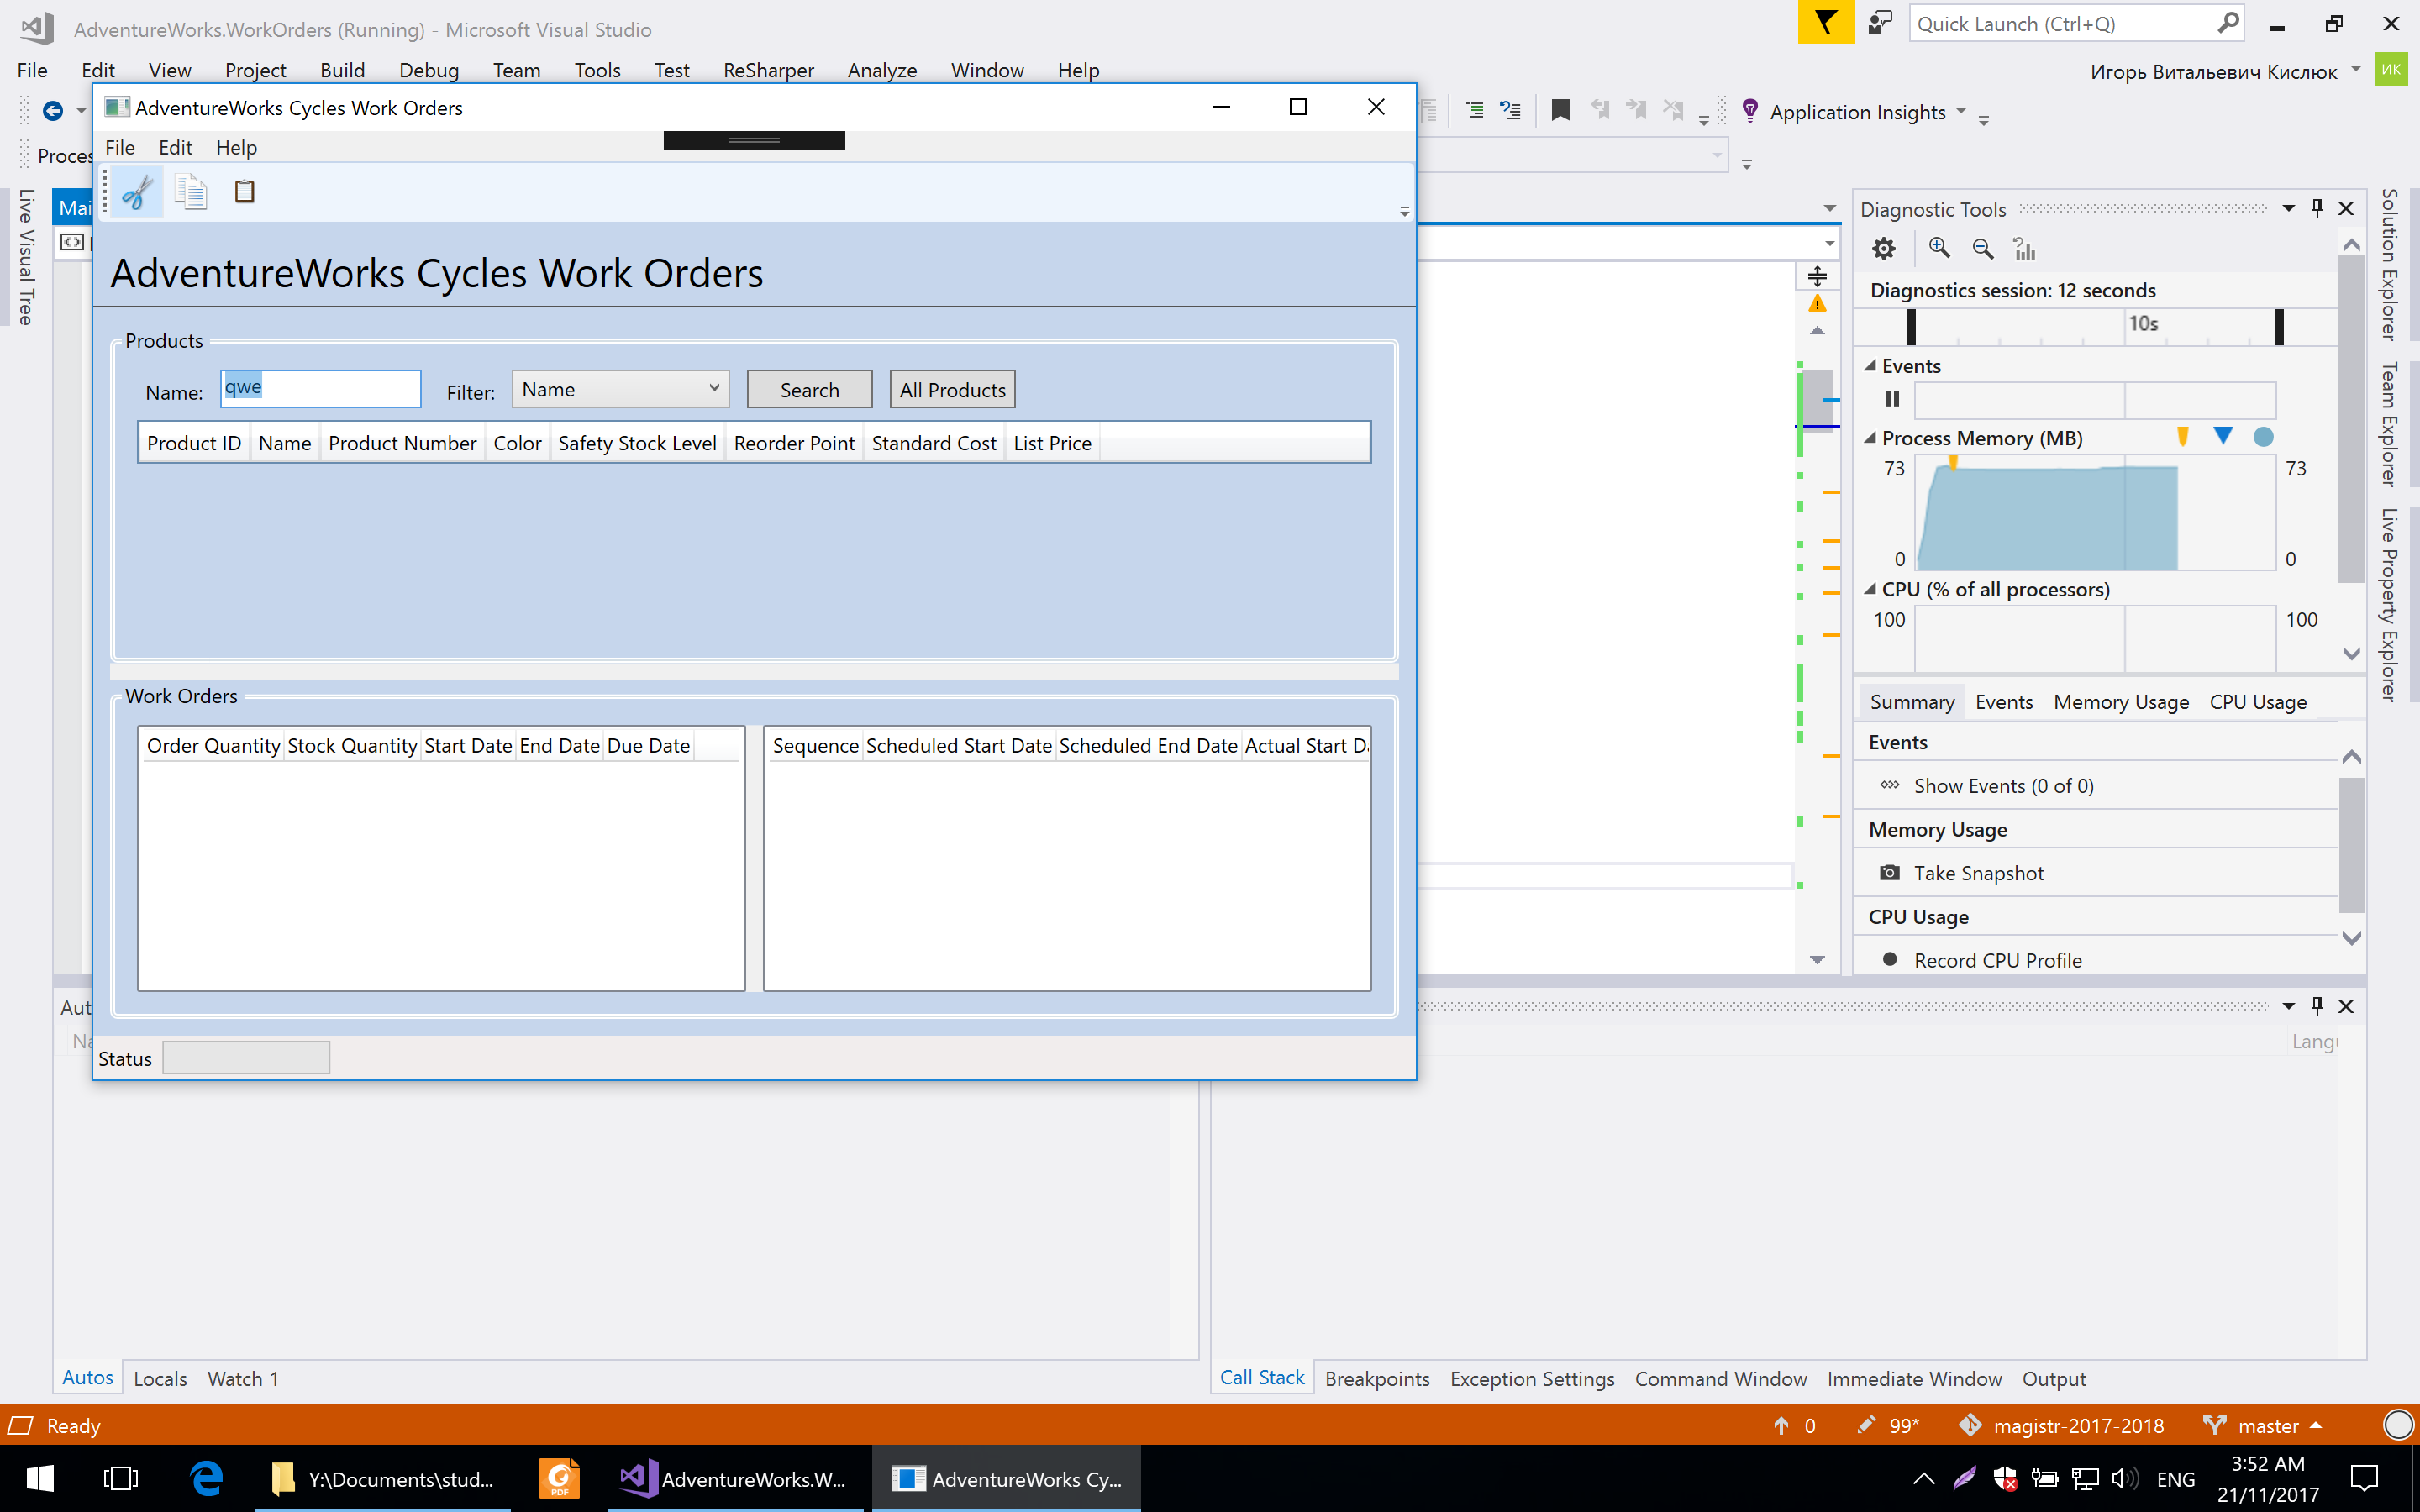 AdventureWorks.WorkOrders (Running) - Microsoft Visual Studio
Quick Launch (Ctrl+Q)
File Edit View Project Build Debug Team Tools Test ReSharper Analyze Window Help
Игорь Витальевич Кислюк
ИК
Application Insights
Live Visual Tree
AdventureWorks Cycles Work Orders
File Edit Help
AdventureWorks Cycles Work Orders
Products
Name: qwe Filter: Name Search All Products
Product ID Name Product Number Color Safety Stock Level Reorder Point Standard Cost List Price
Work Orders
Order Quantity Stock Quantity Start Date End Date Due Date
Sequence Scheduled Start Date Scheduled End Date Actual Start Da
Status
Diagnostic Tools
Diagnostics session: 12 seconds
10s
Events
Process Memory (MB)
73 73
0 0
CPU (% of all processors)
100 100
Summary Events Memory Usage CPU Usage
Events
Show Events (0 of 0)
Memory Usage
Take Snapshot
CPU Usage
Record CPU Profile
Solution Explorer
Team Explorer
Live Property Explorer
Autos Locals Watch 1
Call Stack Breakpoints Exception Settings Command Window Immediate Window Output
Ready
0 99* magistr-2017-2018 master
Y:\Documents\stud...
PDF
AdventureWorks.W...
AdventureWorks Cy...
ENG
3:52 AM
21/11/2017